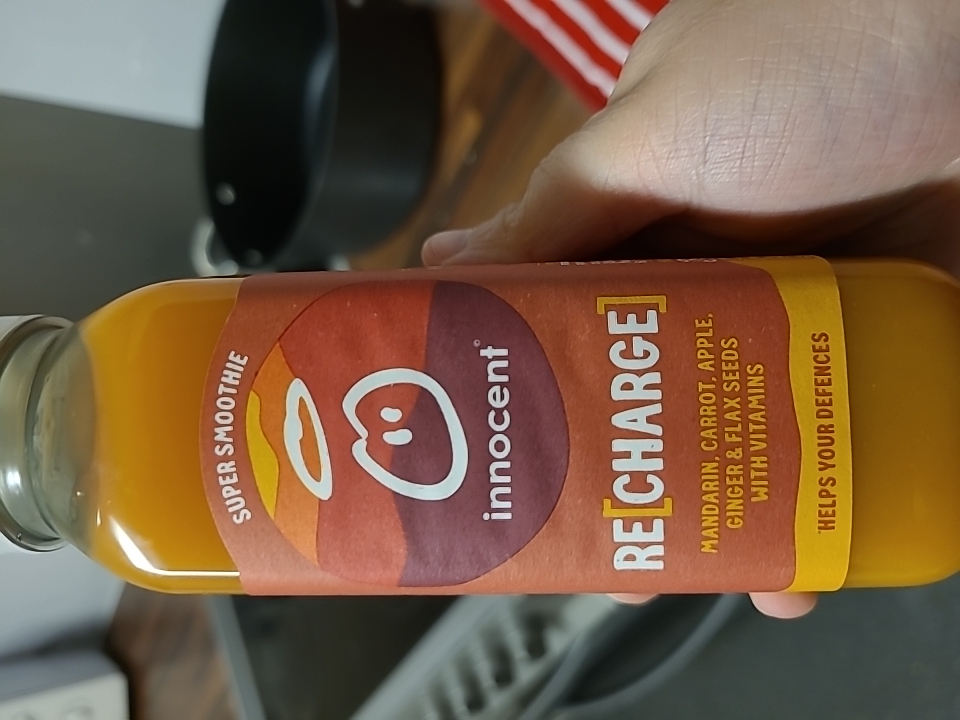 SUPER SMOOTHIE
innocent
RE[CHARGE]
MANDARIN, CARROT, APPLE,
GINGER & FLAX SEEDS
WITH VITAMINS
*HELPS YOUR DEFENCES